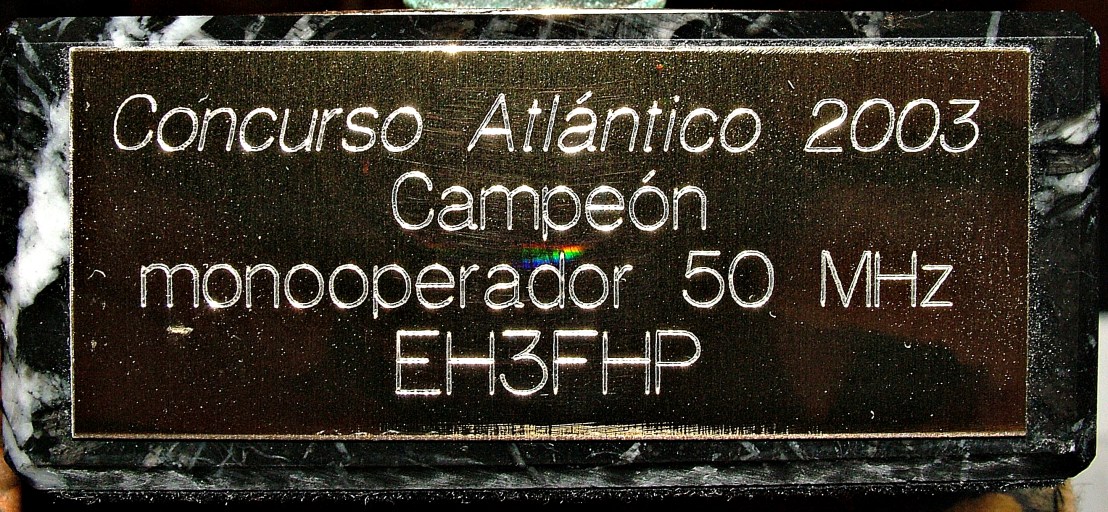 Concurso Atlántico 2003
Campeón
monooperador 50 MHz
EH3FHP